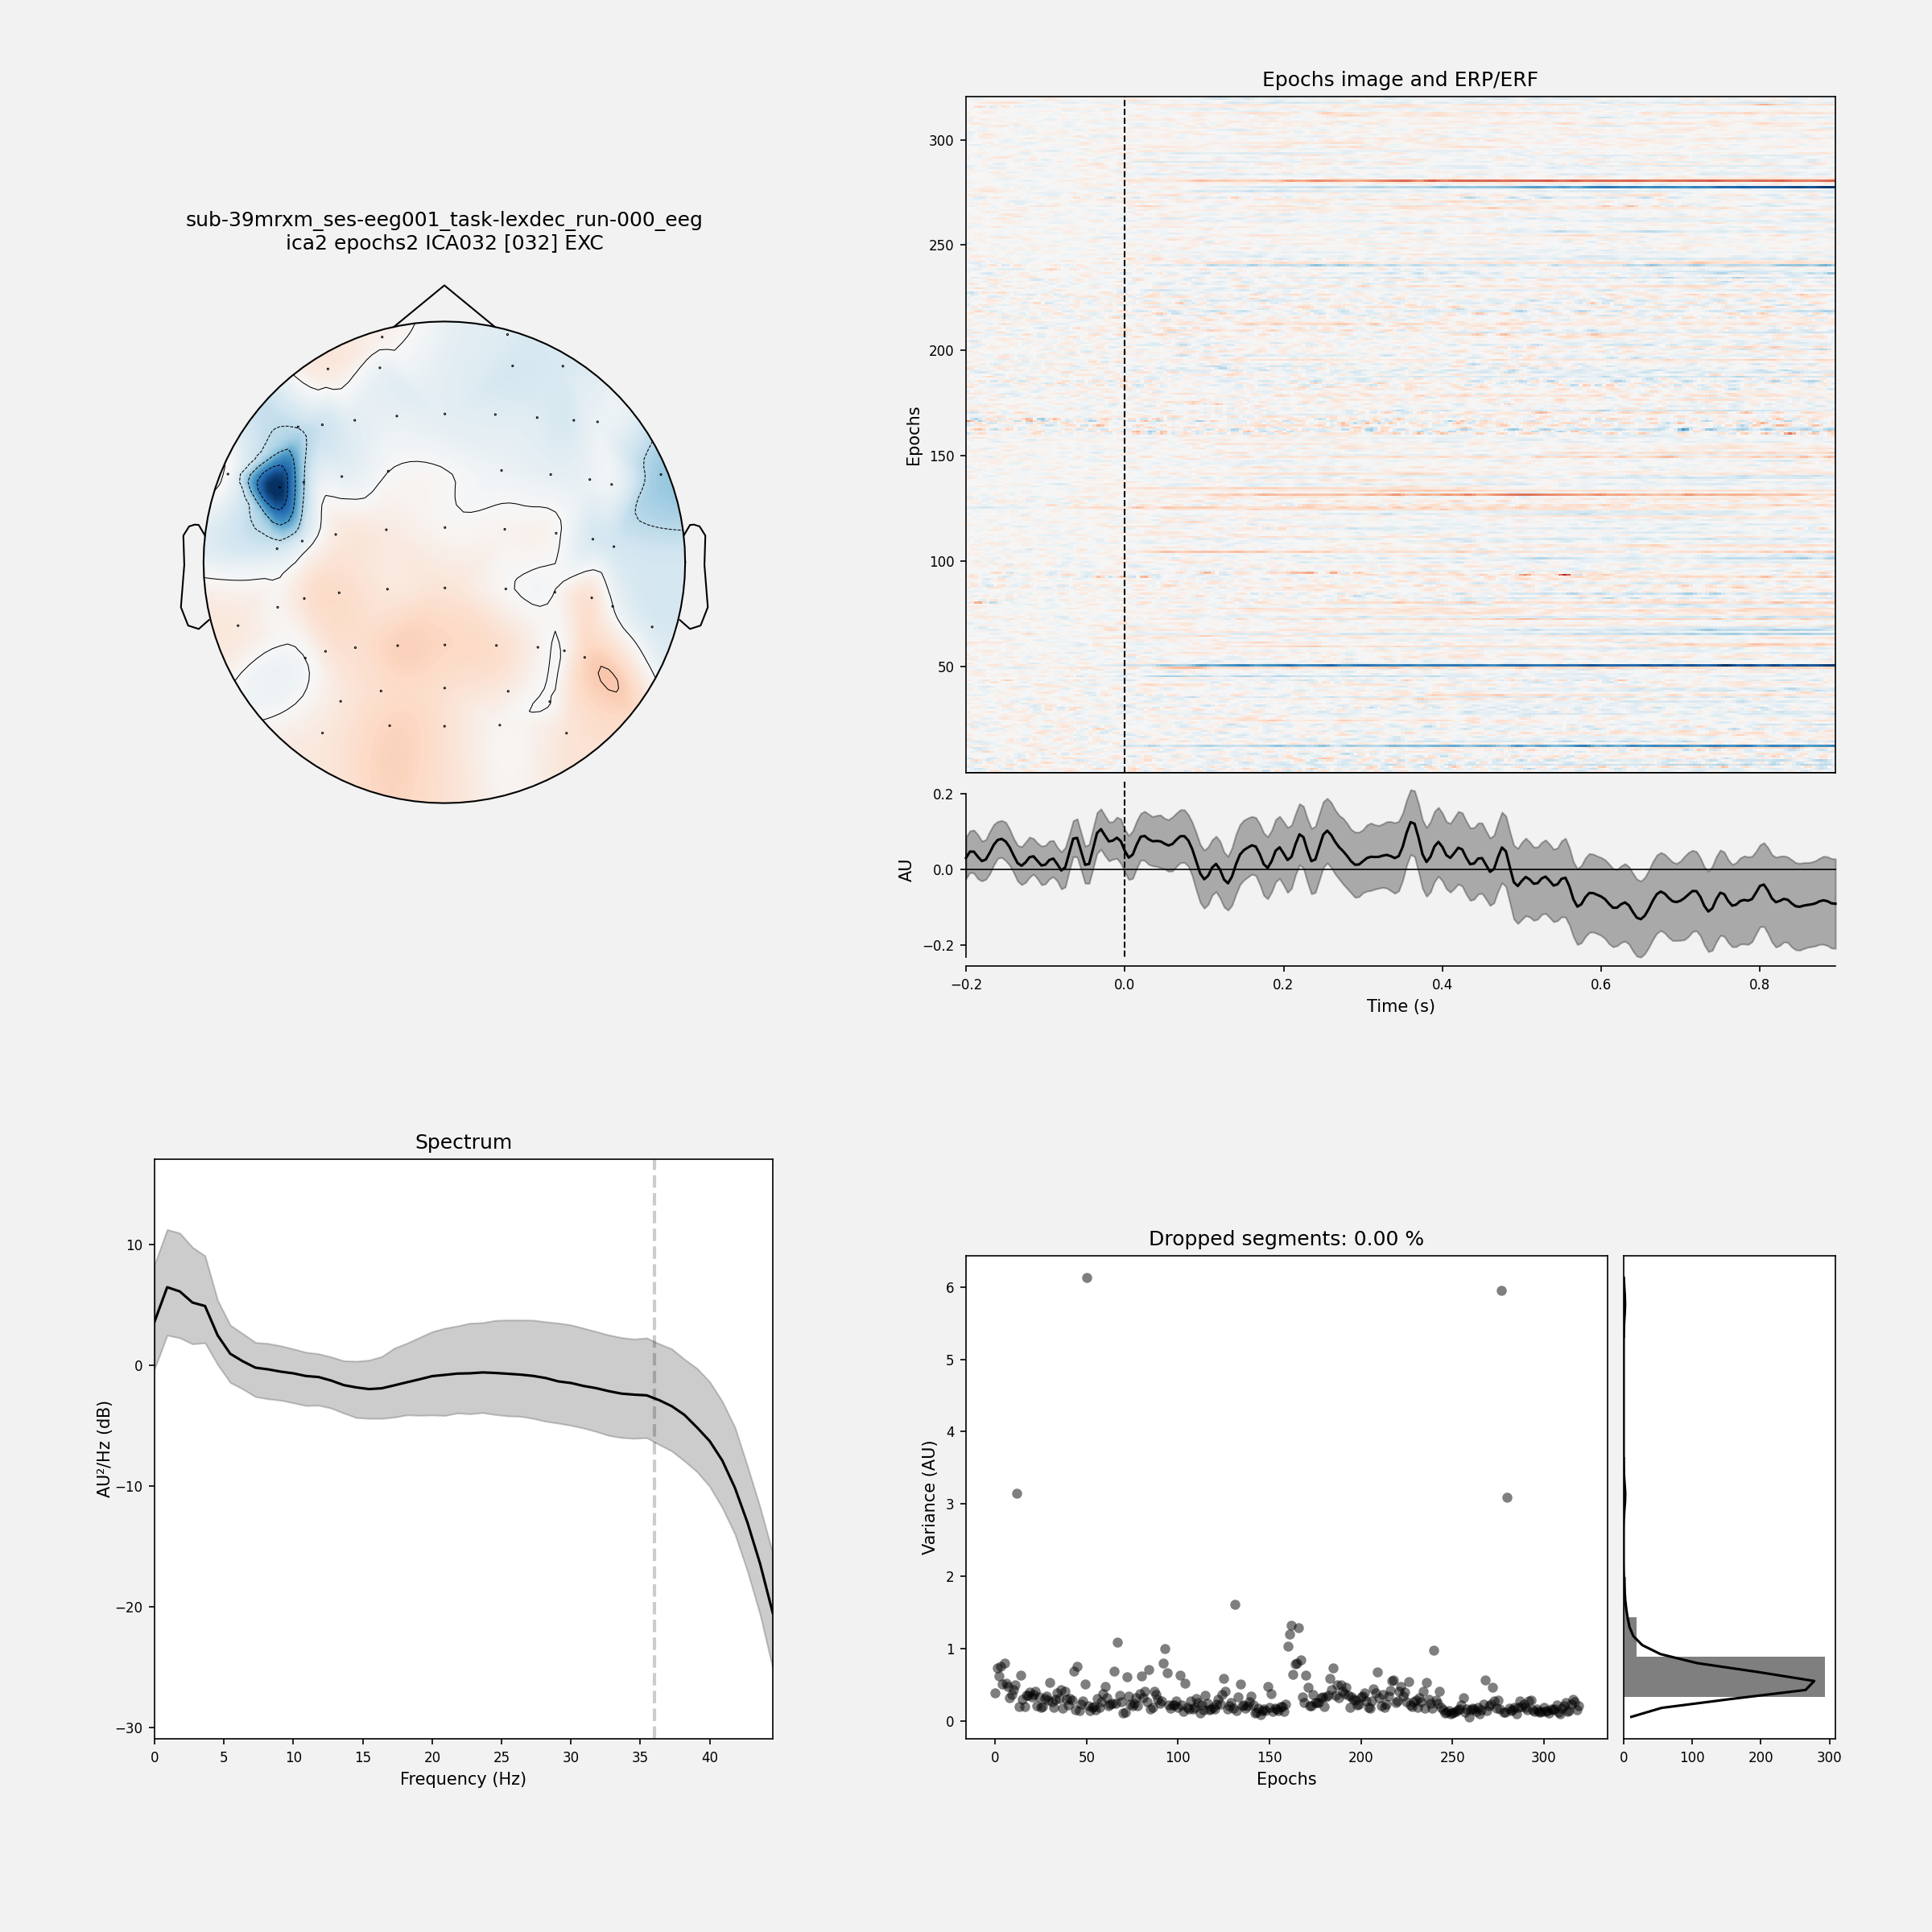 sub-39mrxm_ses-eeg001_task-lexdec_run-000_eeg
ica2 epochs2 ICA032 [032] EXC
Epochs image and ERP/ERF
Epochs
300
250
200
150
100
50
AU
0.2
0.0
−0.2
−0.2 0.0 0.2 0.4 0.6 0.8
Time (s)
Spectrum
AU²/Hz (dB)
10
0
−10
−20
−30
0 5 10 15 20 25 30 35 40
Frequency (Hz)
Dropped segments: 0.00 %
Variance (AU)
6
5
4
3
2
1
0
0 50 100 150 200 250 300
Epochs
0 100 200 300